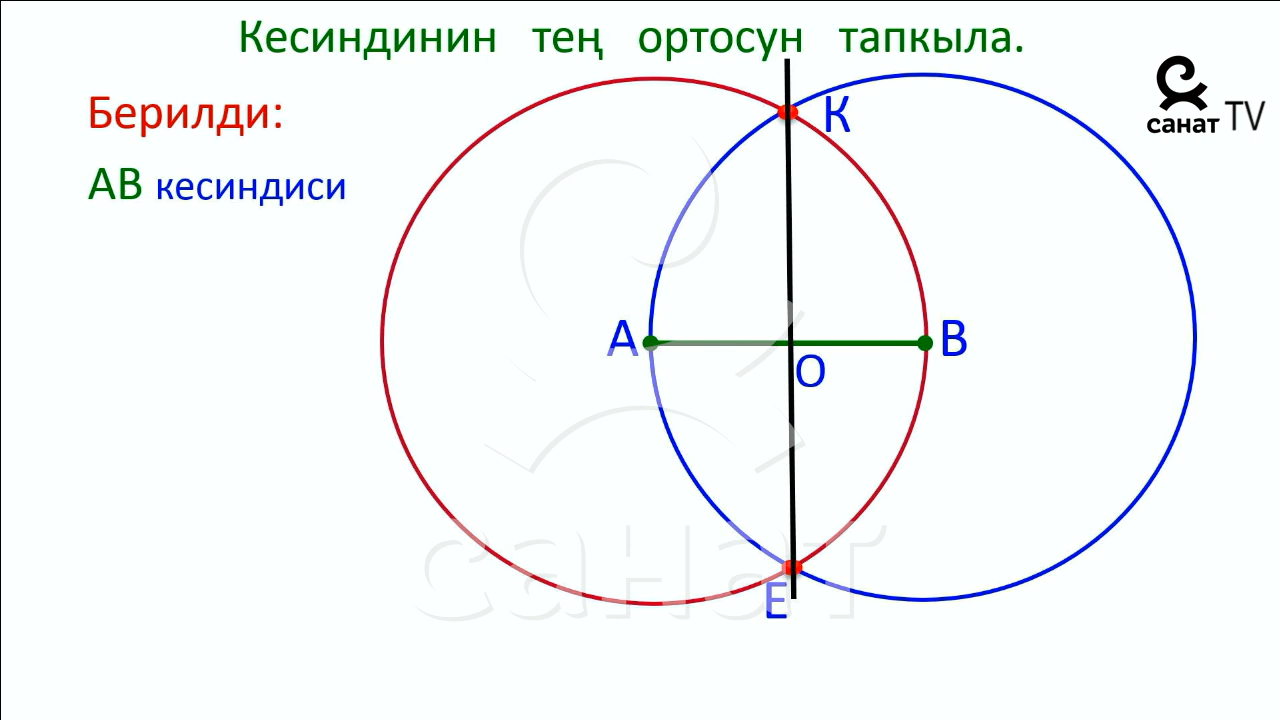 Кесиндинин тең ортосун тапкыла.
Берилди:
АВ кесиндиси
К
А
В
О
Е
санат TV
санат